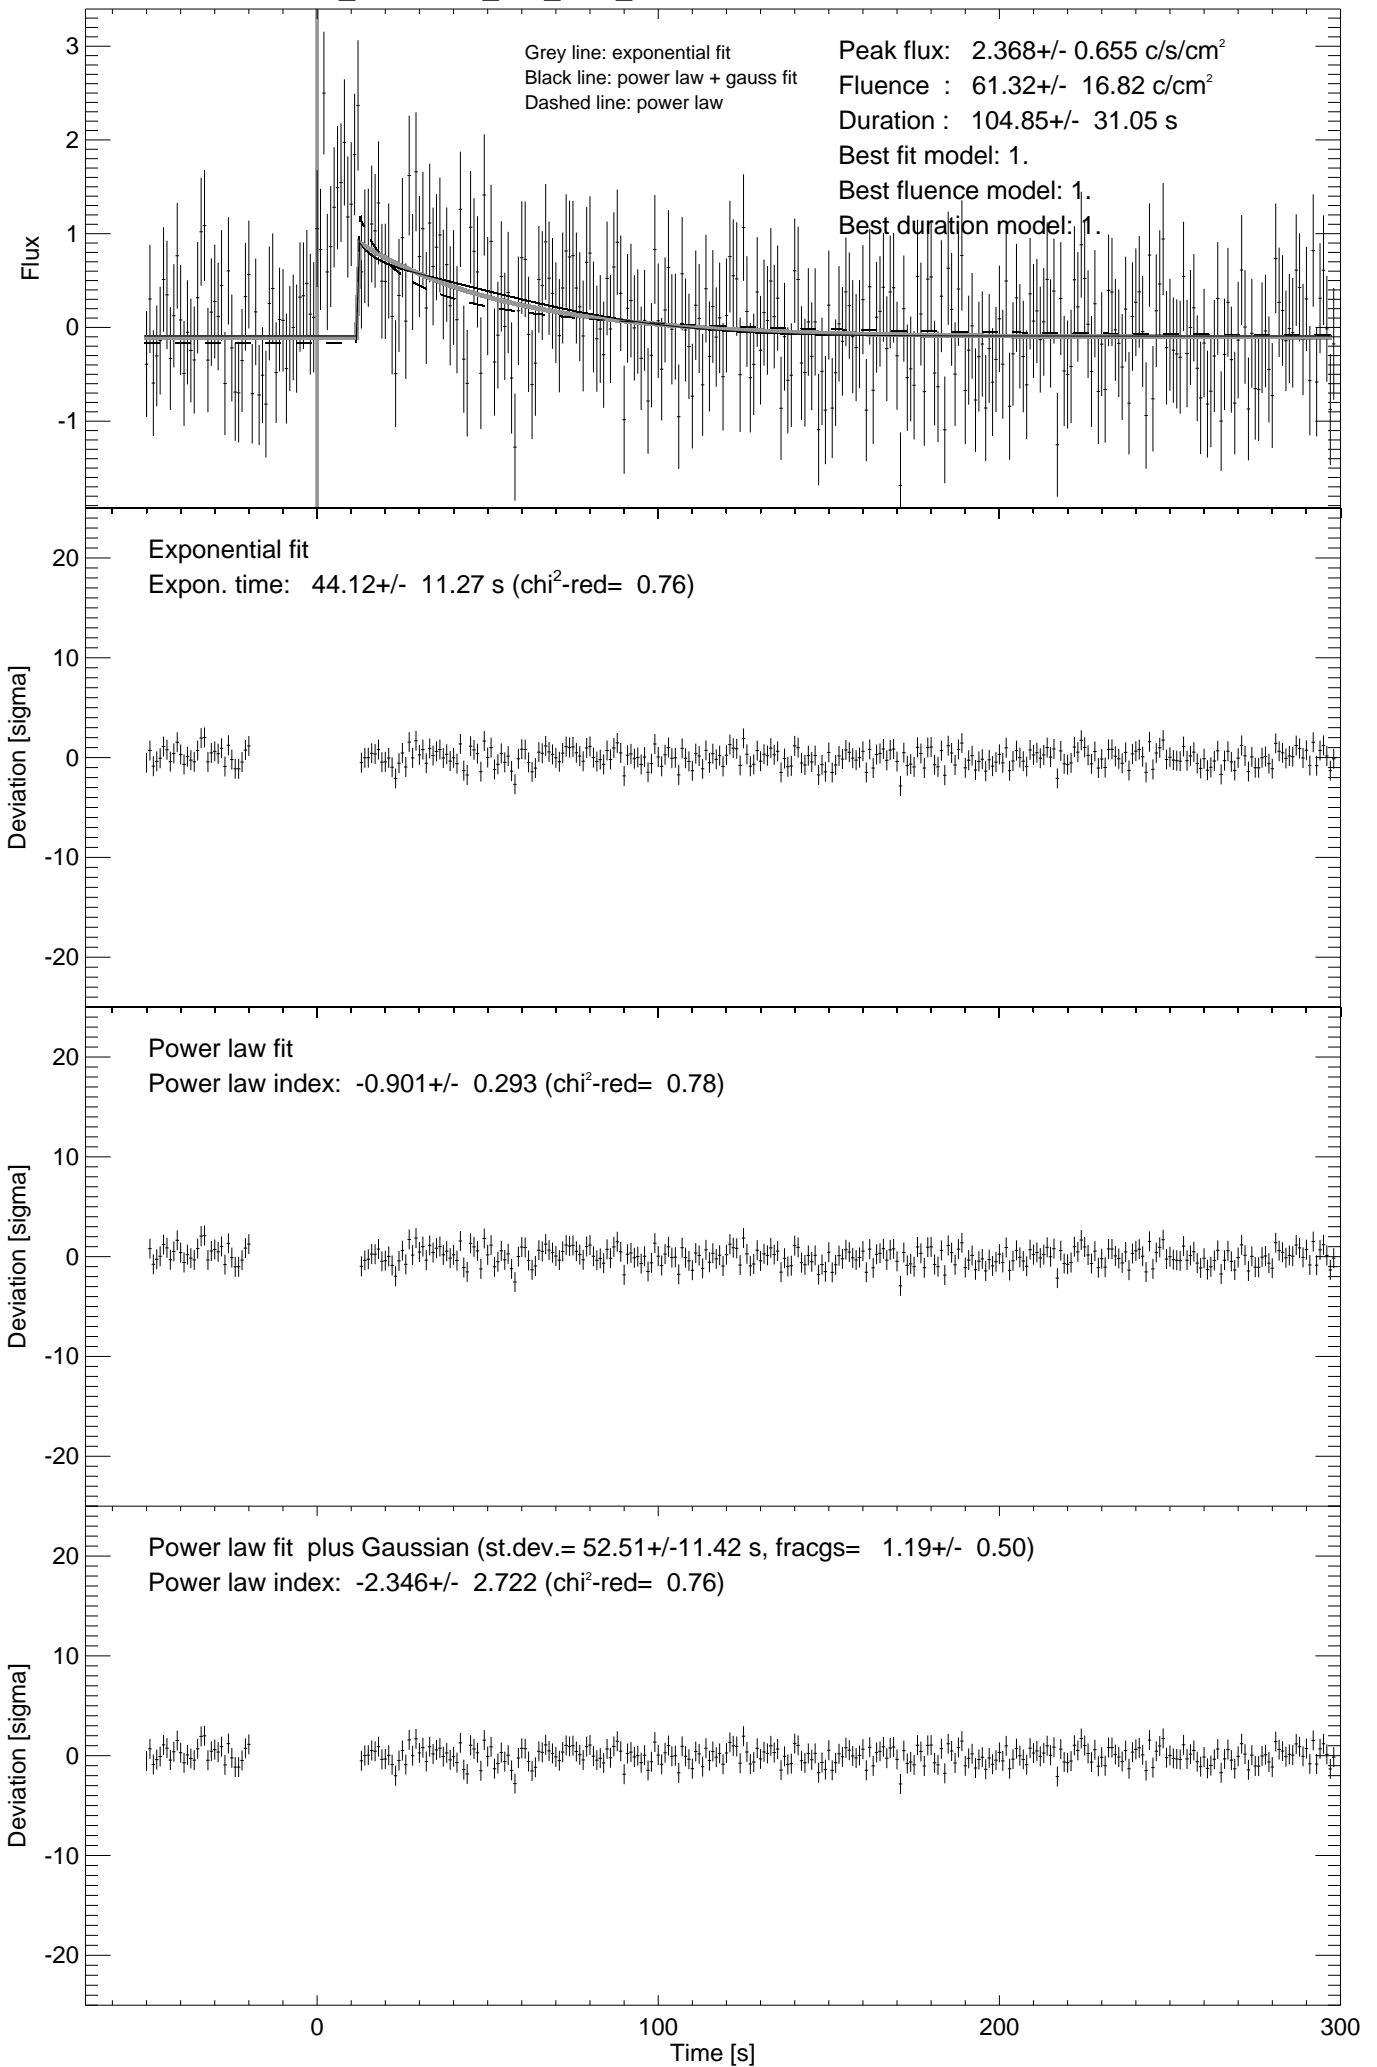 3
2
1
0
-1
Flux
Grey line: exponential fit
Black line: power law + gauss fit
Dashed line: power law
Peak flux: 2.368+/- 0.655 c/s/cm²
Fluence : 61.32+/- 16.82 c/cm²
Duration : 104.85+/- 31.05 s
Best fit model: 1.
Best fluence model: 1.
Best duration model: 1.
20
10
0
-10
-20
Deviation [sigma]
Exponential fit
Expon. time: 44.12+/- 11.27 s (chi²-red= 0.76)
20
10
0
-10
-20
Deviation [sigma]
Power law fit
Power law index: -0.901+/- 0.293 (chi²-red= 0.78)
20
10
0
-10
-20
Deviation [sigma]
Power law fit plus Gaussian (st.dev.= 52.51+/-11.42 s, fracgs= 1.19+/- 0.50)
Power law index: -2.346+/- 2.722 (chi²-red= 0.76)
0
100
200
300
Time [s]